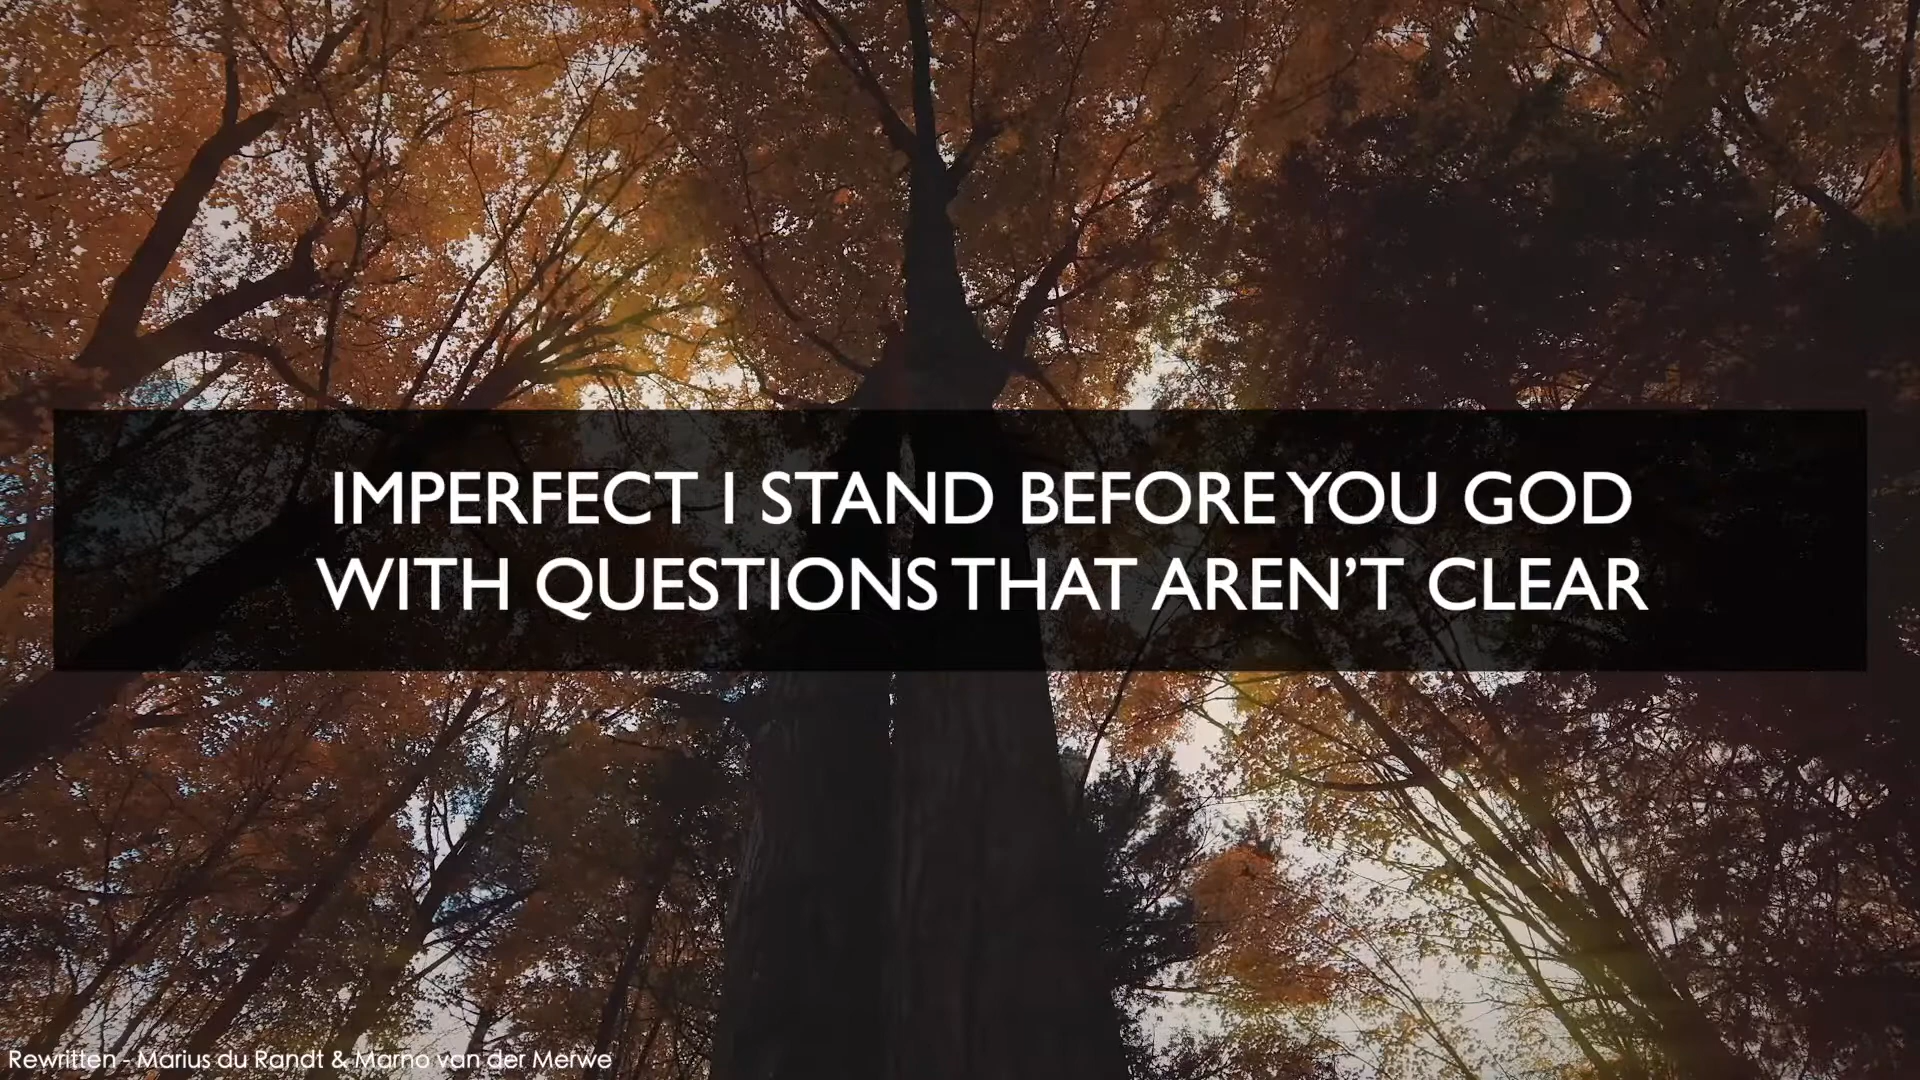 IMPERFECT I STAND BEFORE YOU GOD
WITH QUESTIONS THAT AREN’T CLEAR
Rewritten - Marius du Randt & Marno van der Merwe